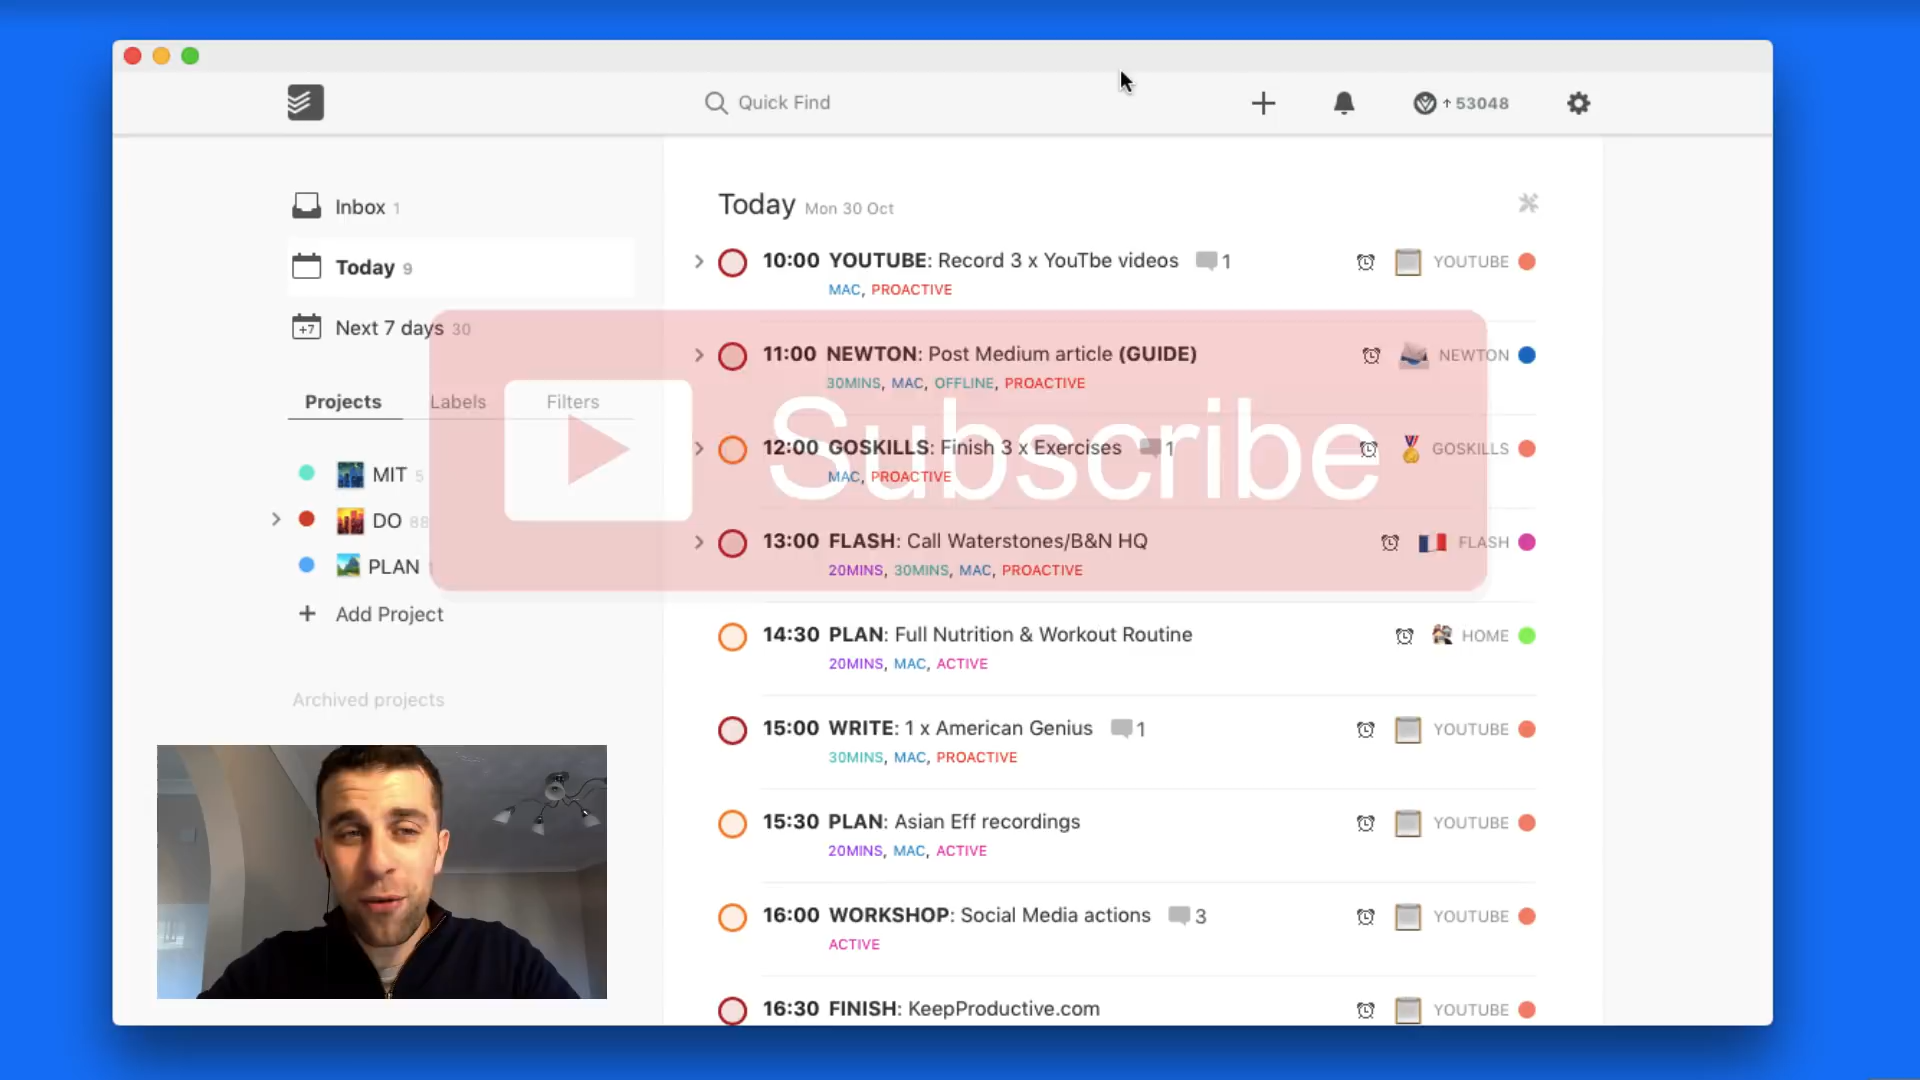 Quick Find
53048
Inbox 1
Today 9
+7 Next 7 days 30
Projects Labels Filters
MIT 5
DO 88
PLAN
Add Project
Archived projects
Today Mon 30 Oct
10:00 YOUTUBE: Record 3 x YouTbe videos 1 YOUTUBE
MAC, PROACTIVE
11:00 NEWTON: Post Medium article (GUIDE) NEWTON
30MINS, MAC, OFFLINE, PROACTIVE
Subscribe
12:00 GOSKILLS: Finish 3 x Exercises 1 GOSKILLS
MAC, PROACTIVE
13:00 FLASH: Call Waterstones/B&N HQ FLASH
20MINS, 30MINS, MAC, PROACTIVE
14:30 PLAN: Full Nutrition & Workout Routine HOME
20MINS, MAC, ACTIVE
15:00 WRITE: 1 x American Genius 1 YOUTUBE
30MINS, MAC, PROACTIVE
15:30 PLAN: Asian Eff recordings YOUTUBE
20MINS, MAC, ACTIVE
16:00 WORKSHOP: Social Media actions 3 YOUTUBE
ACTIVE
16:30 FINISH: KeepProductive.com YOUTUBE